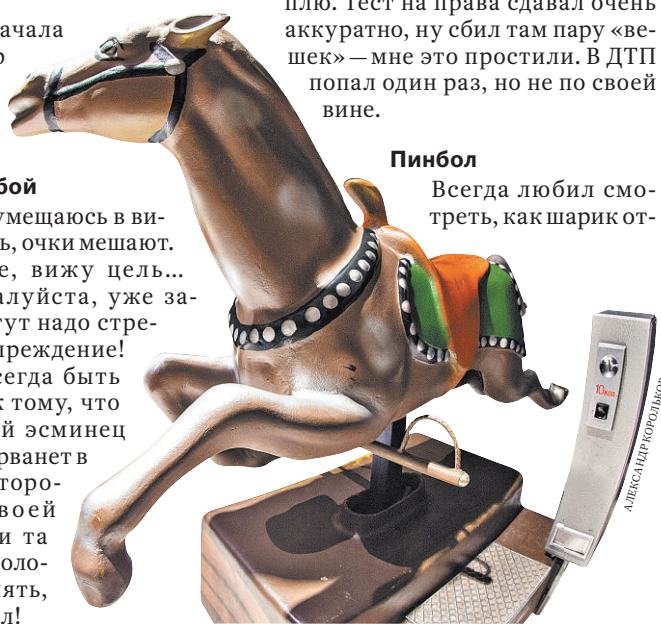 ачала
р
бой
умещаюсь в ви-
ь, очки мешают.
е, вижу цель...
алуйста, уже за-
тут надо стре-
преждение!
сегда быть
к тому, что
й эсминец
рванет в
торо-
воей
и та
оло-
ять,
л!
плю. Тест на права сдавал очень
аккуратно, ну сбил там пару «ве-
шек» — мне это простили. В ДТП
попал один раз, но не по своей
вине.
Пинбол
Всегда любил смо-
треть, как шарик от-
10коп
АЛЕКСАНДР КОРОЛЬКОВ